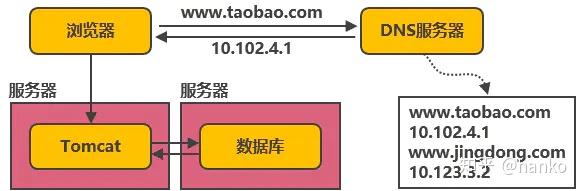 www.taobao.com
浏览器
DNS服务器
10.102.4.1
服务器
服务器
Tomcat
数据库
www.taobao.com
10.102.4.1
www.jingdong.com
10.123.3.2
知乎 @hanko